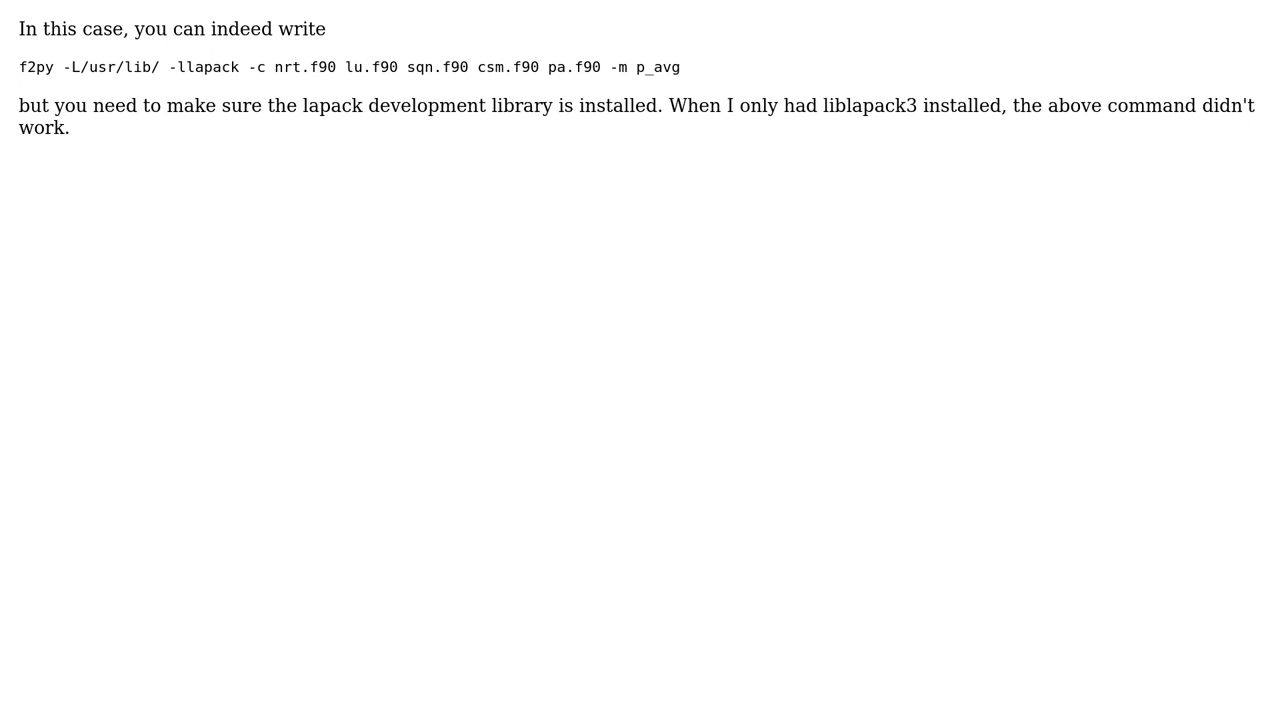 In this case, you can indeed write
f2py -L/usr/lib/ -llapack -c nrt.f90 lu.f90 sqn.f90 csm.f90 pa.f90 -m p_avg
but you need to make sure the lapack development library is installed. When I only had liblapack3 installed, the above command didn't
work.